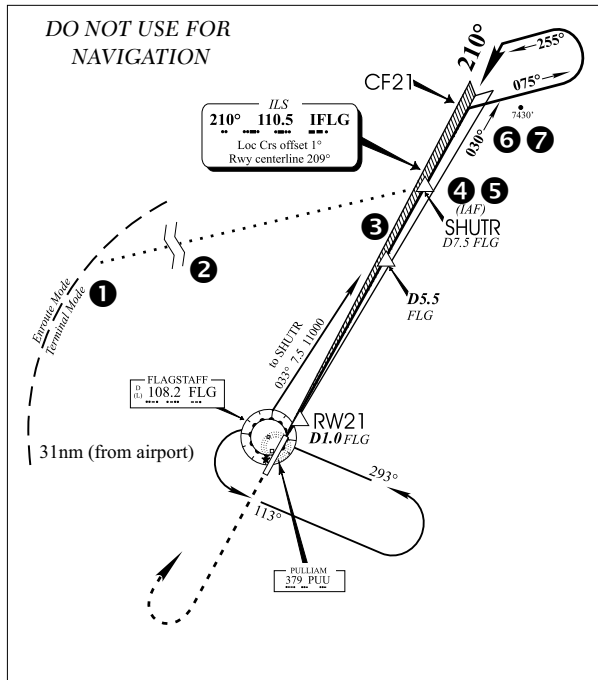 DO NOT USE FOR
NAVIGATION
210°
255°
075°
CF21
7430'
6 7
030°
ILS
210° 110.5 IFLG
Loc Crs offset 1°
Rwy centerline 209°
4 5
(IAF)
SHUTR
D7.5 FLG
3
2
1
Enroute Mode
Terminal Mode
D5.5
FLG
to SHUTR
033° 7.5 11000
FLAGSTAFF
D
(L) 108.2 FLG
RW21
D1.0 FLG
31nm (from airport)
293°
113°
PULLIAM
379 PUU